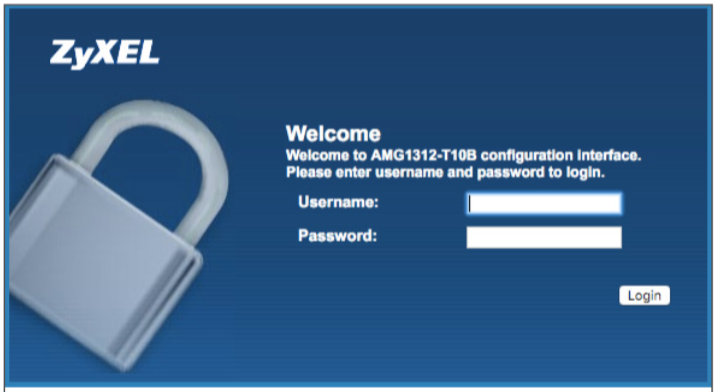 ZyXEL
Welcome
Welcome to AMG1312-T10B configuration interface.
Please enter username and password to login.
Username:
Password:
Login